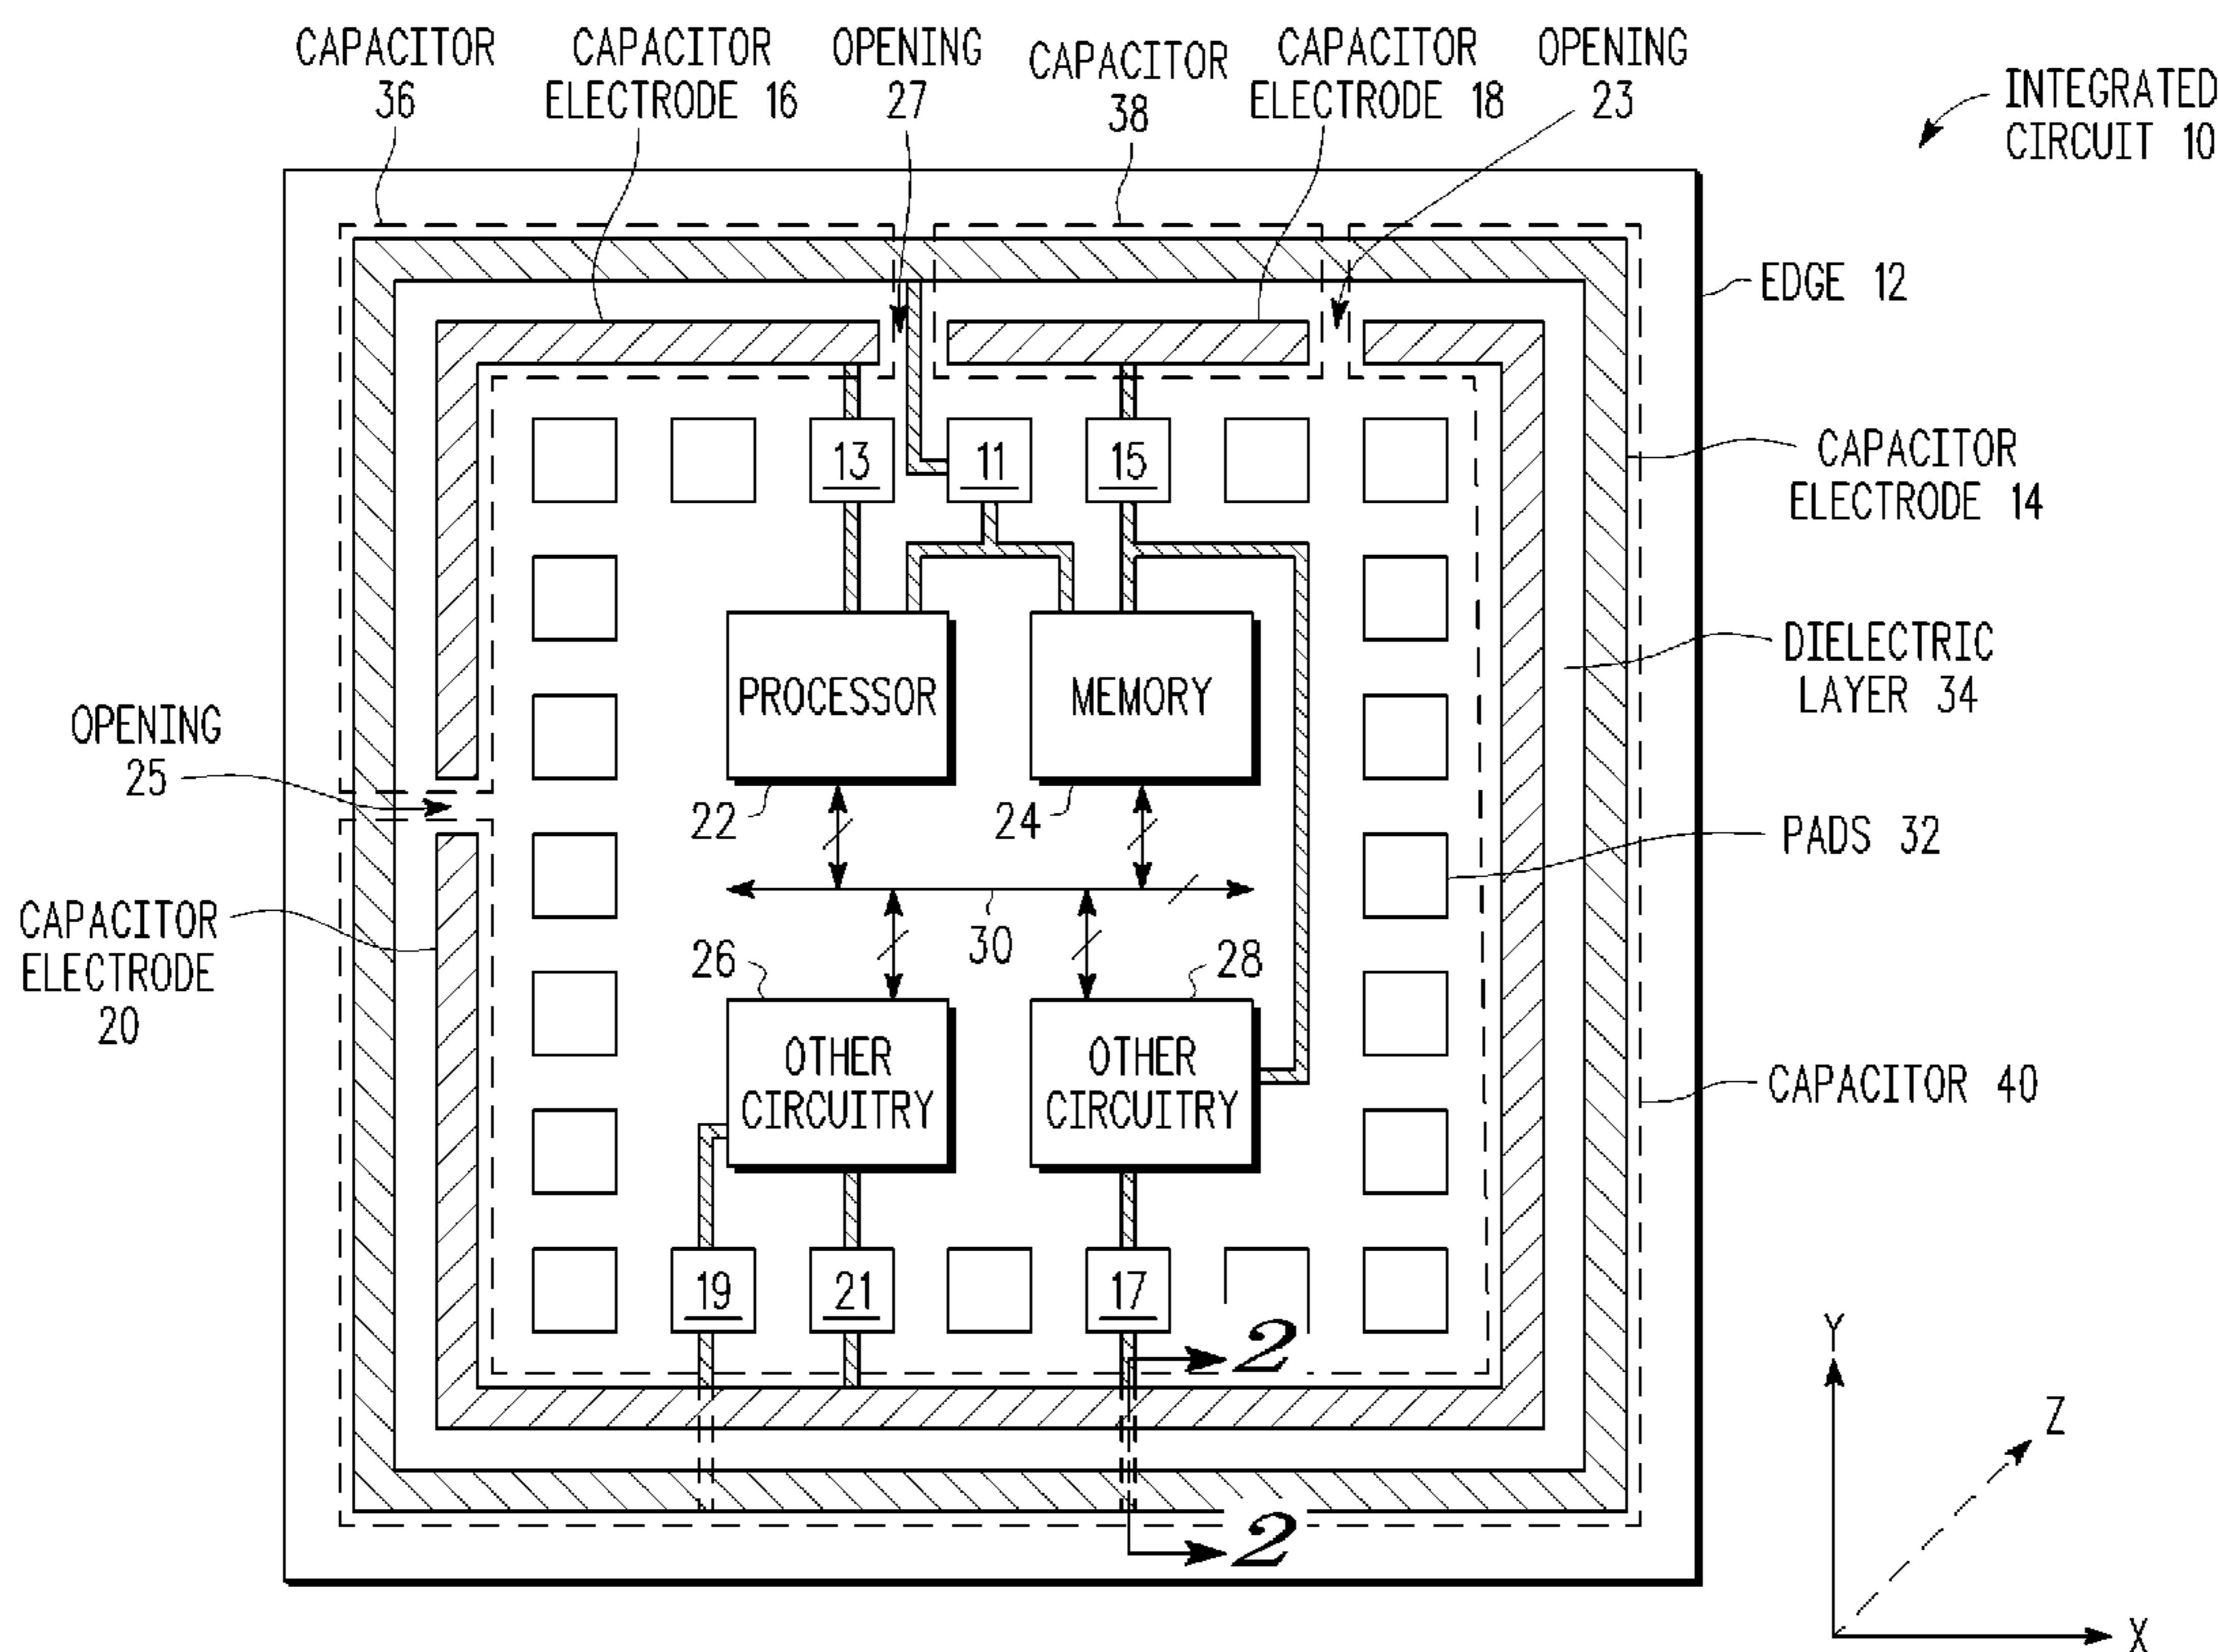 CAPACITOR
36
CAPACITOR
ELECTRODE 16
OPENING
27
CAPACITOR
38
CAPACITOR
ELECTRODE 18
OPENING
23
INTEGRATED
CIRCUIT 10
EDGE 12
CAPACITOR
ELECTRODE 14
13
11
15
DIELECTRIC
LAYER 34
PROCESSOR
MEMORY
OPENING
25
22
24
PADS 32
CAPACITOR
ELECTRODE
20
30
26
28
OTHER
CIRCUITRY
OTHER
CIRCUITRY
CAPACITOR 40
19
21
17
2
2
Y
Z
X